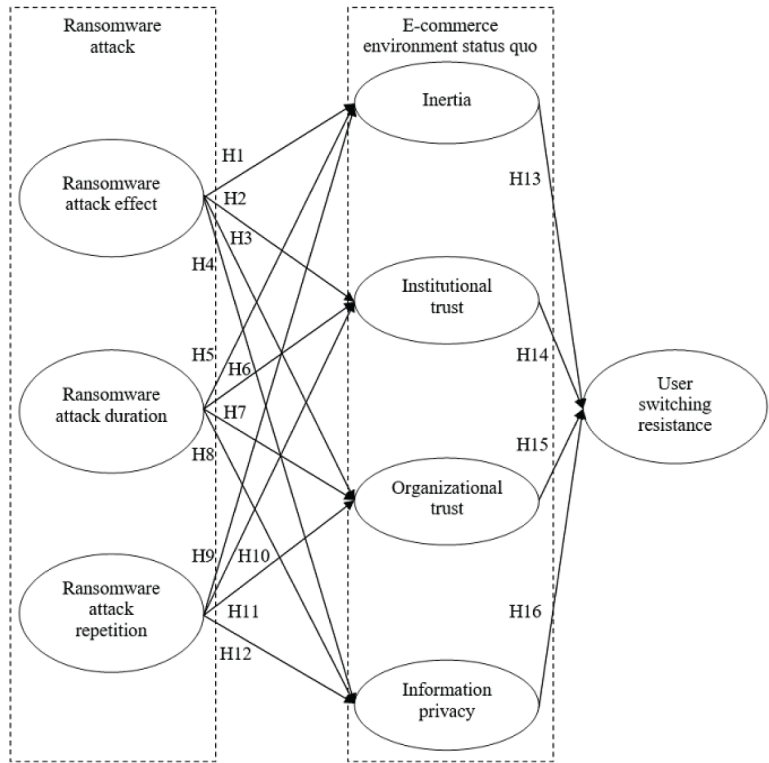 Ransomware
attack
E-commerce
environment status quo
Inertia
H1
Ransomware
attack effect
H2
H13
H3
H4
Institutional
trust
H5
H14
H6
User
switching
resistance
Ransomware
attack duration
H7
H15
H8
Organizational
trust
H9
H10
Ransomware
attack
repetition
H11
H16
H12
Information
privacy